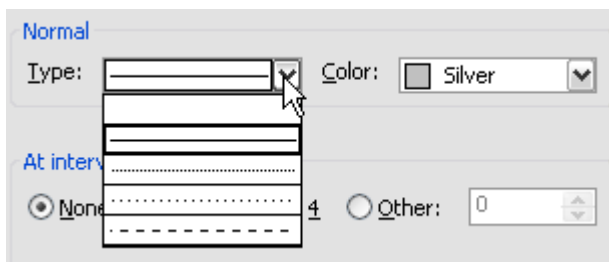 Normal
Type: Color: Silver
At interv
None 4 Other: 0